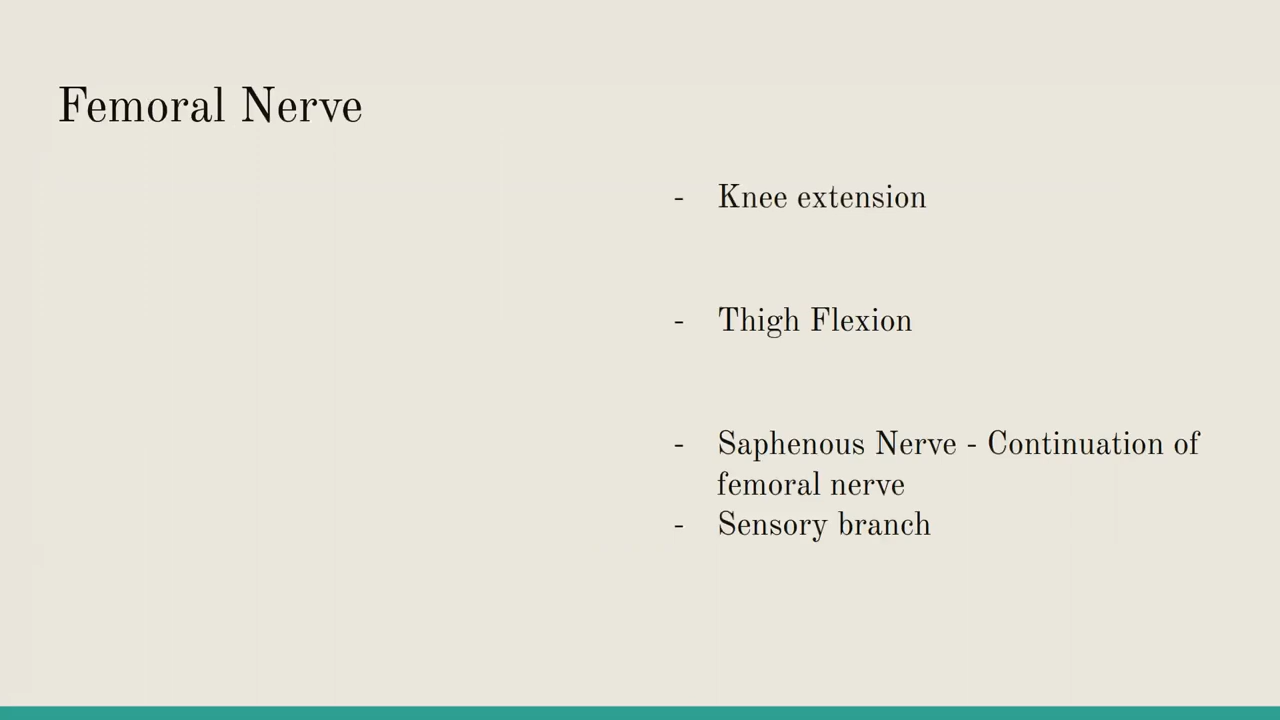 Femoral Nerve
- Knee extension
- Thigh Flexion
- Saphenous Nerve - Continuation of
femoral nerve
- Sensory branch